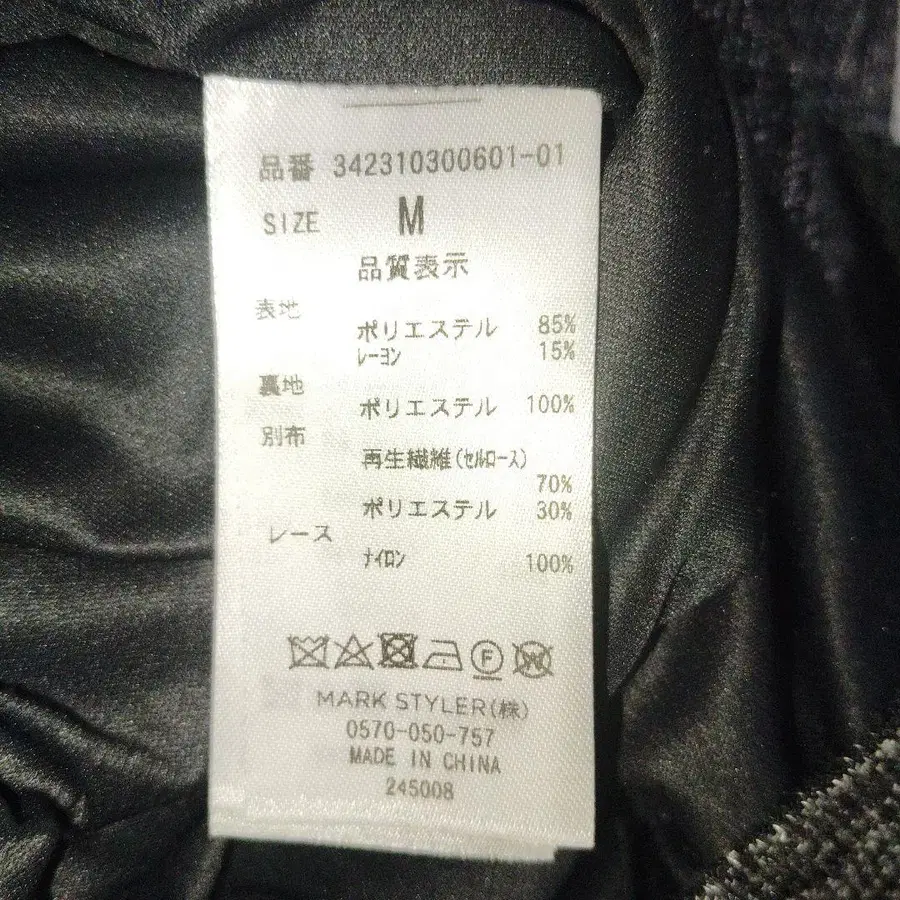 品番 342310300601-01
SIZE M
品質表示
表地
ポリエステル 85%
レーヨン 15%
裏地
ポリエステル 100%
別布
再生繊維(セルロース)
70%
ポリエステル 30%
レース
ナイロン 100%
F W
MARK STYLER(株)
0570-050-757
MADE IN CHINA
245008